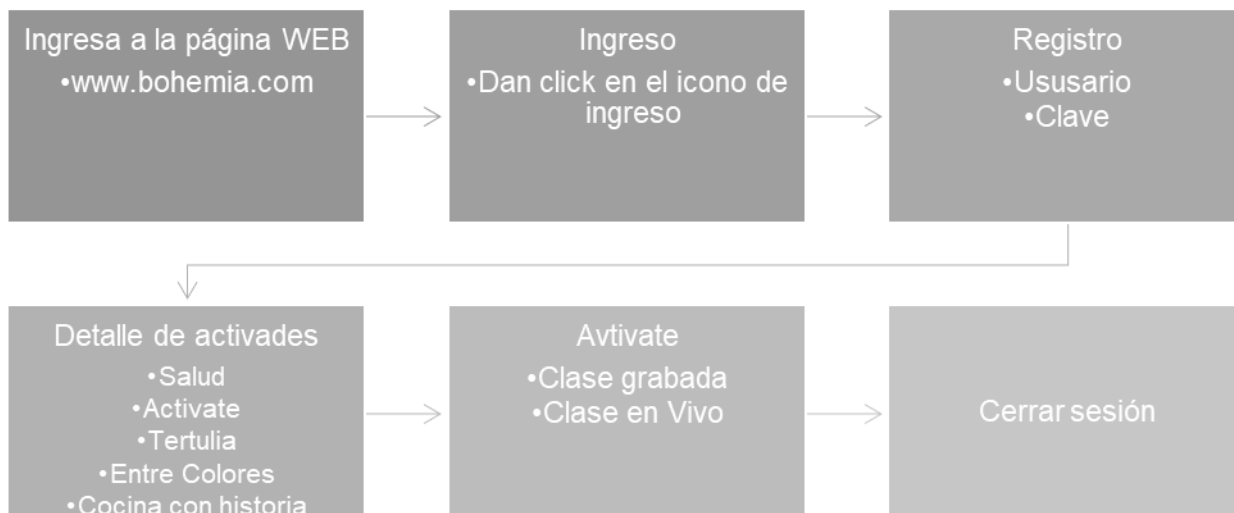 Ingresa a la página WEB
•www.bohemia.com
Ingreso
•Dan click en el icono de
ingreso
Registro
•Ususario
•Clave
Detalle de activades
•Salud
•Activate
•Tertulia
•Entre Colores
•Cocina con historia
Avtivate
•Clase grabada
•Clase en Vivo
Cerrar sesión